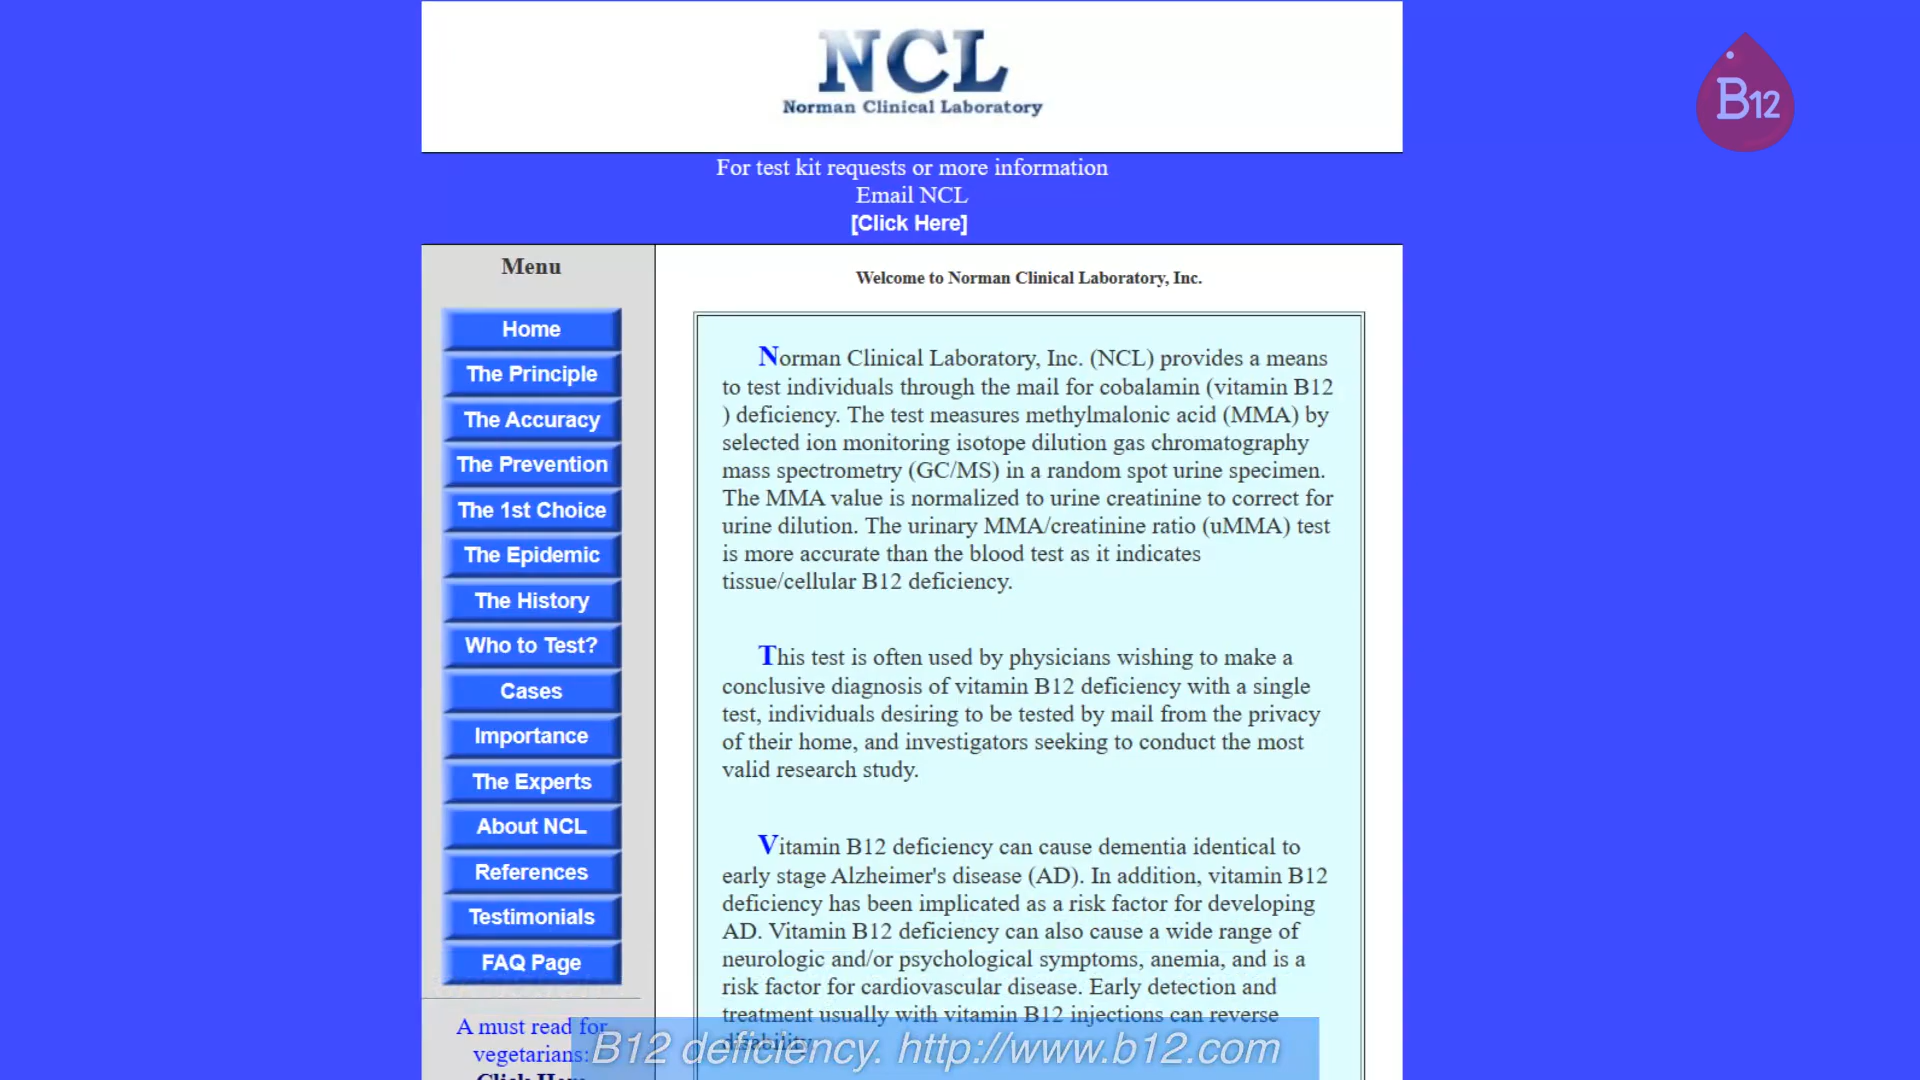 NCL
Norman Clinical Laboratory
B12
For test kit requests or more information
Email NCL
[Click Here]
Menu
Home
The Principle
The Accuracy
The Prevention
The 1st Choice
The Epidemic
The History
Who to Test?
Cases
Importance
The Experts
About NCL
References
Testimonials
FAQ Page
A must read for
vegetarians:
Click Here
Welcome to Norman Clinical Laboratory, Inc.
Norman Clinical Laboratory, Inc. (NCL) provides a means
to test individuals through the mail for cobalamin (vitamin B12
) deficiency. The test measures methylmalonic acid (MMA) by
selected ion monitoring isotope dilution gas chromatography
mass spectrometry (GC/MS) in a random spot urine specimen.
The MMA value is normalized to urine creatinine to correct for
urine dilution. The urinary MMA/creatinine ratio (uMMA) test
is more accurate than the blood test as it indicates
tissue/cellular B12 deficiency.
This test is often used by physicians wishing to make a
conclusive diagnosis of vitamin B12 deficiency with a single
test, individuals desiring to be tested by mail from the privacy
of their home, and investigators seeking to conduct the most
valid research study.
Vitamin B12 deficiency can cause dementia identical to
early stage Alzheimer's disease (AD). In addition, vitamin B12
deficiency has been implicated as a risk factor for developing
AD. Vitamin B12 deficiency can also cause a wide range of
neurologic and/or psychological symptoms, anemia, and is a
risk factor for cardiovascular disease. Early detection and
treatment usually with vitamin B12 injections can reverse
disability.
B12 deficiency. http://www.b12.com